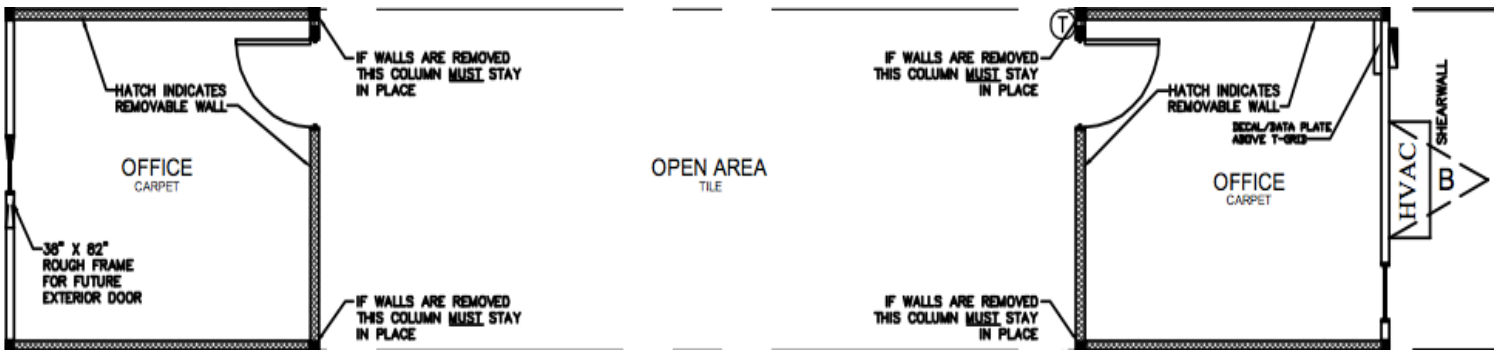 IF WALLS ARE REMOVED
THIS COLUMN MUST STAY
IN PLACE
HATCH INDICATES
REMOVABLE WALL
OFFICE
CARPET
38" X 82"
ROUGH FRAME
FOR FUTURE
EXTERIOR DOOR
IF WALLS ARE REMOVED
THIS COLUMN MUST STAY
IN PLACE
OPEN AREA
TILE
T
IF WALLS ARE REMOVED
THIS COLUMN MUST STAY
IN PLACE
HATCH INDICATES
REMOVABLE WALL
DECAL/DATA PLATE
ABOVE T-GRID
OFFICE
CARPET
IF WALLS ARE REMOVED
THIS COLUMN MUST STAY
IN PLACE
SHEARWALL
HVAC
B